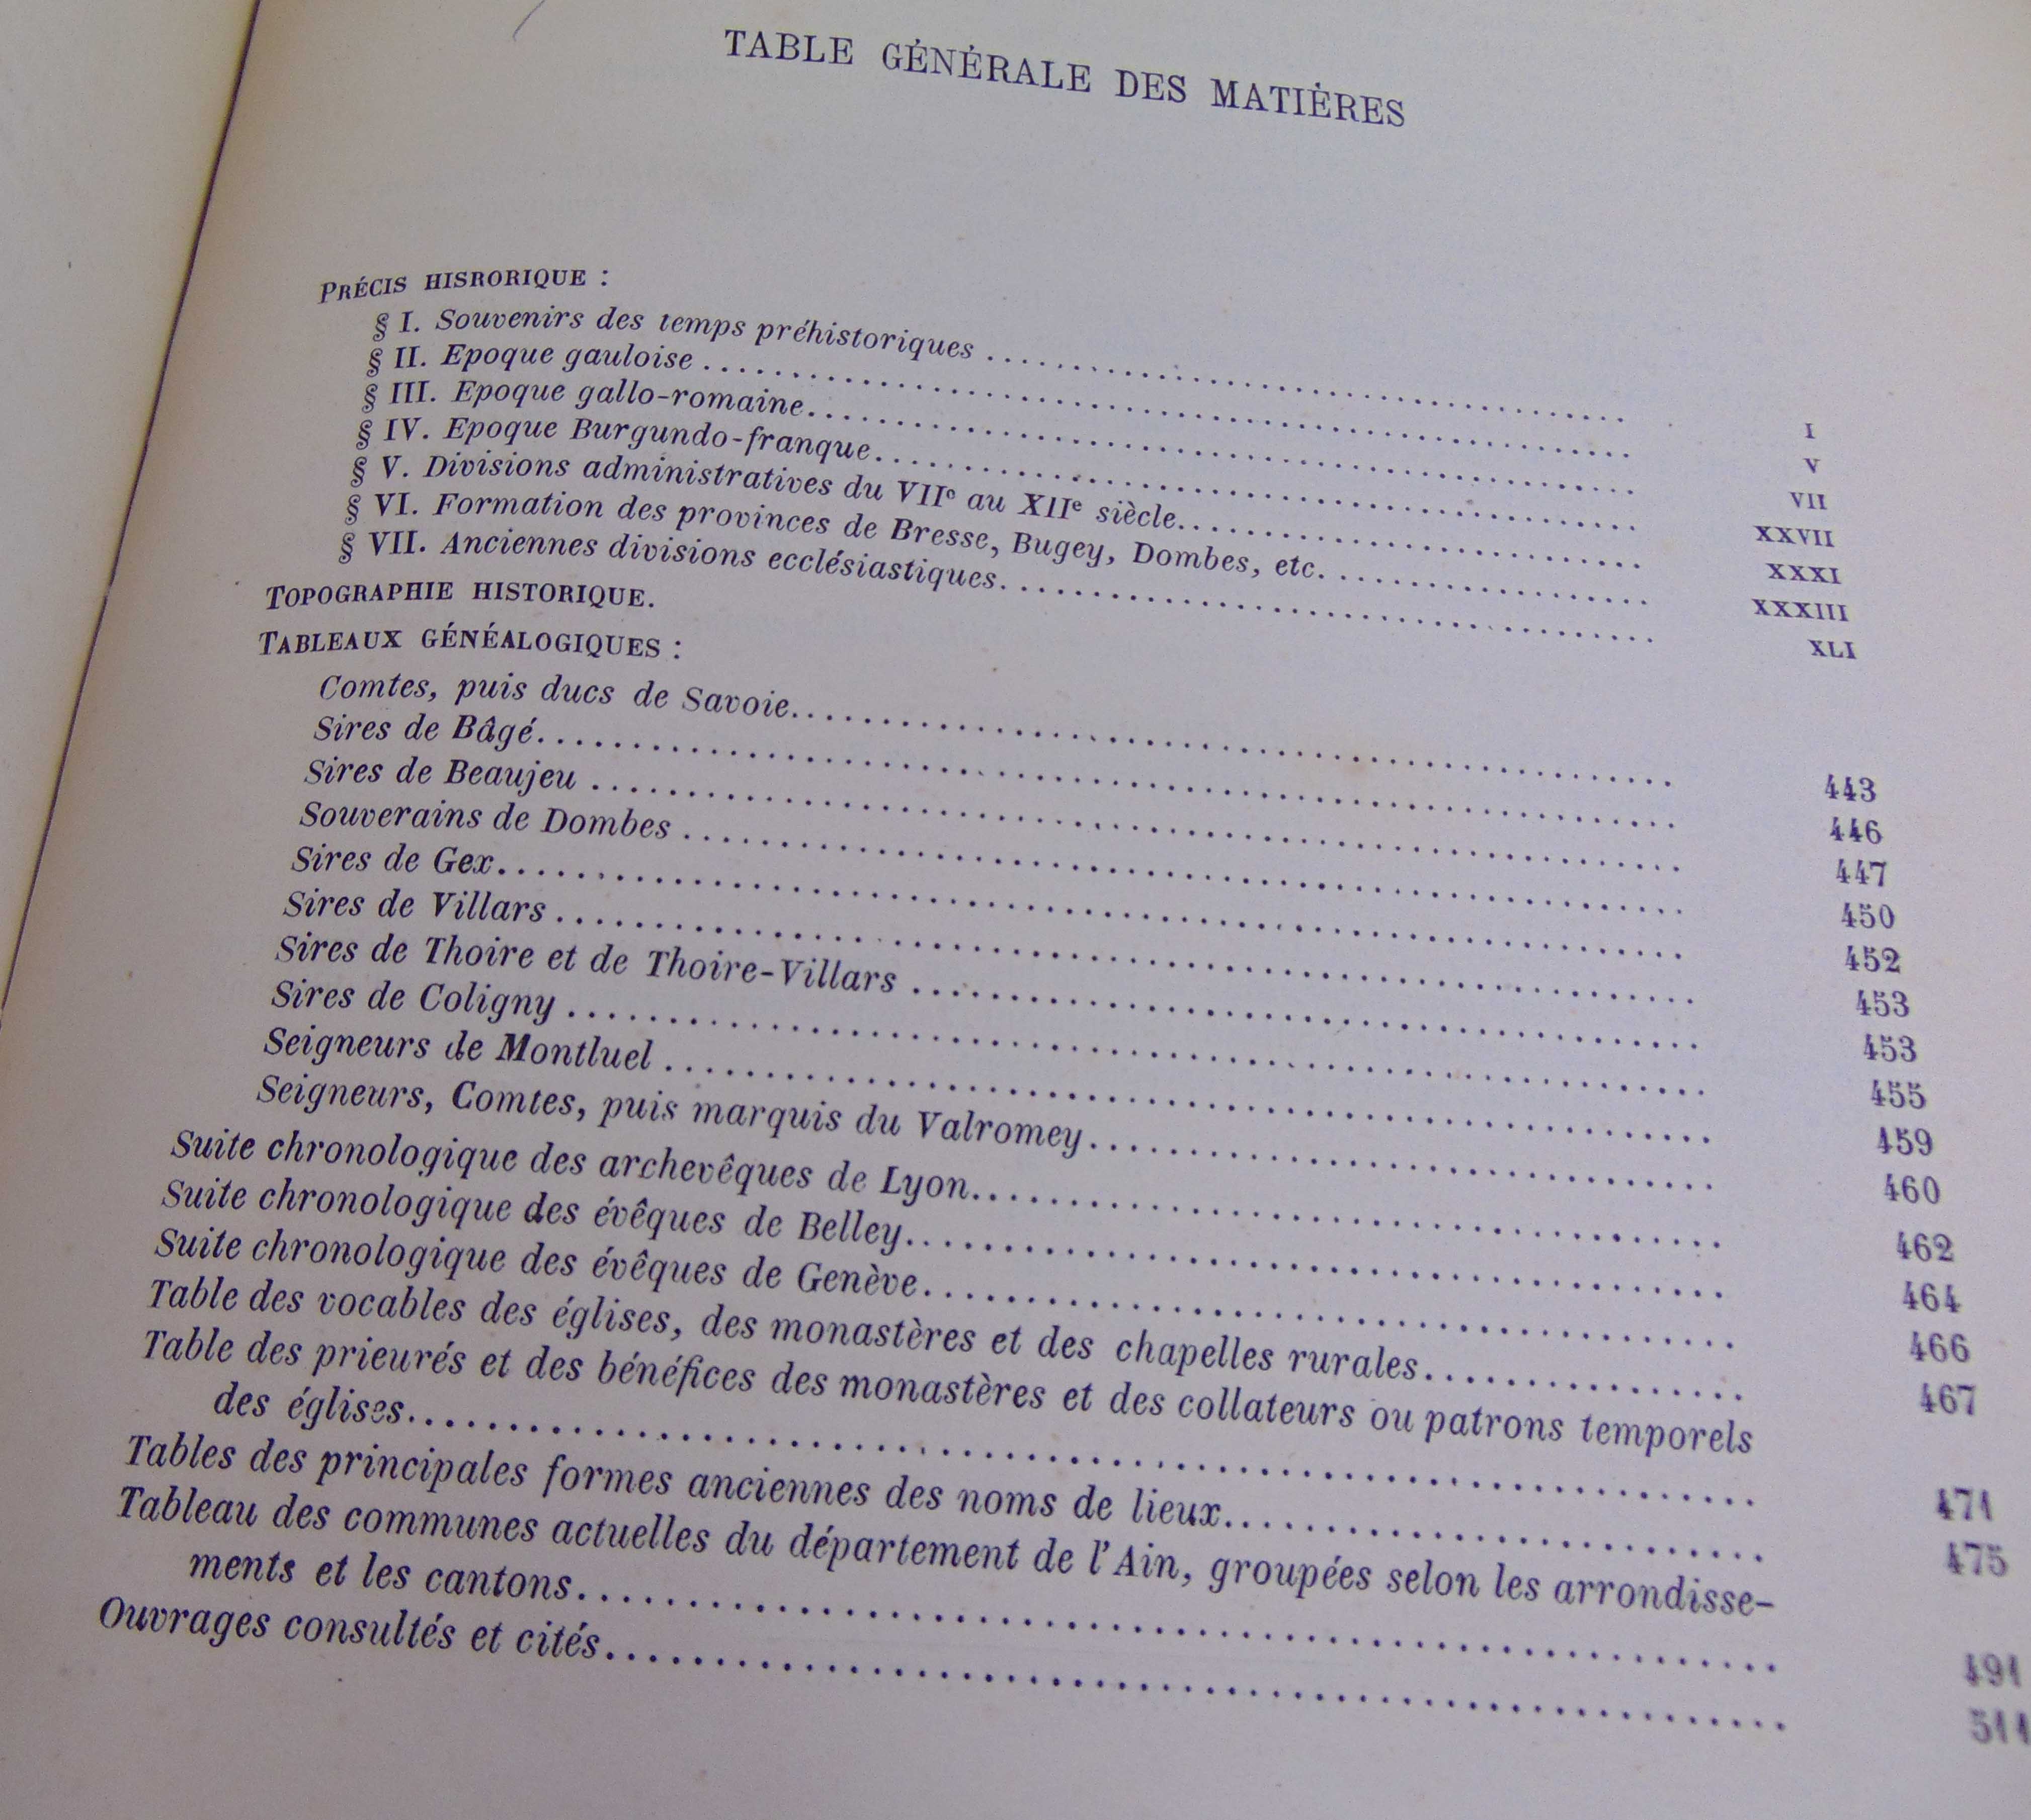 TABLE GÉNÉRALE DES MATIÈRES
PRÉCIS HISRORIQUE :
§ I. Souvenirs des temps préhistoriques ........ I
§ II. Epoque gauloise ........ V
§ III. Epoque gallo-romaine........ VII
§ IV. Epoque Burgundo-franque........ XXVII
§ V. Divisions administratives du VIIe au XIIe siècle........ XXXI
§ VI. Formation des provinces de Bresse, Bugey, Dombes, etc........ XXXIII
§ VII. Anciennes divisions ecclésiastiques........ XLI
TOPOGRAPHIE HISTORIQUE.
TABLEAUX GÉNÉALOGIQUES :
Comtes, puis ducs de Savoie........ 443
Sires de Bâgé........ 446
Sires de Beaujeu ........ 447
Souverains de Dombes ........ 450
Sires de Gex........ 452
Sires de Villars ........ 453
Sires de Thoire et de Thoire-Villars ........ 453
Sires de Coligny ........ 455
Seigneurs de Montluel ........ 459
Seigneurs, Comtes, puis marquis du Valromey........ 460
Suite chronologique des archevêques de Lyon........ 462
Suite chronologique des évêques de Belley........ 464
Suite chronologique des évêques de Genève........ 466
Table des vocables des églises, des monastères et des chapelles rurales........ 467
Table des prieurés et des bénéfices des monastères et des collateurs ou patrons temporels
des églises........ 471
Tables des principales formes anciennes des noms de lieux........ 475
Tableau des communes actuelles du département de l'Ain, groupées selon les arrondisse-
ments et les cantons........ 491
Ouvrages consultés et cités........ 511